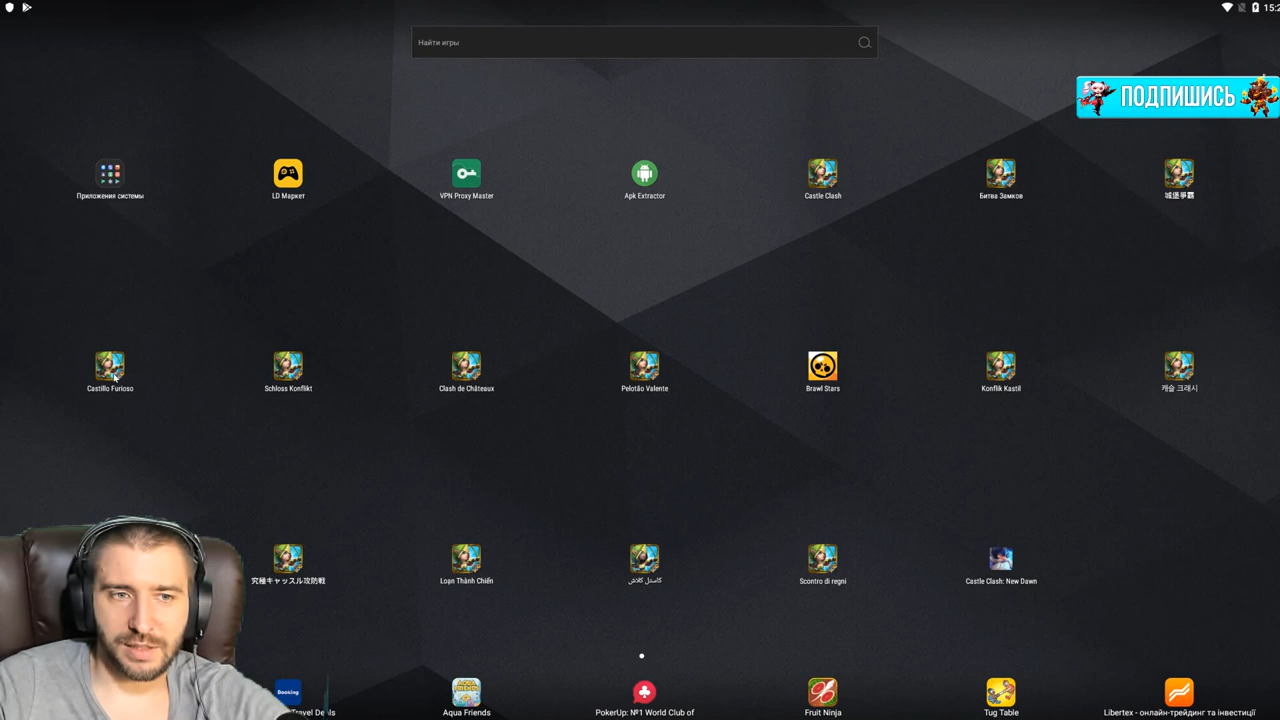 15:2
Найти игры
ПОДПИШИСЬ
Приложения системы
LD Маркет
VPN Proxy Master
Apk Extractor
Castle Clash
Битва Замков
城堡爭霸
Castillo Furioso
Schloss Konflikt
Clash de Châteaux
Pelotão Valente
Brawl Stars
Konflik Kastil
캐슬 크래시
究極キャッスル攻防戦
Loạn Thành Chiến
كاستل كلاش
Scontro di regni
Castle Clash: New Dawn
Booking
Travel Deals
Aqua Friends
PokerUp: №1 World Club of
Fruit Ninja
Tug Table
Libertex - онлайн-трейдинг та інвестиції